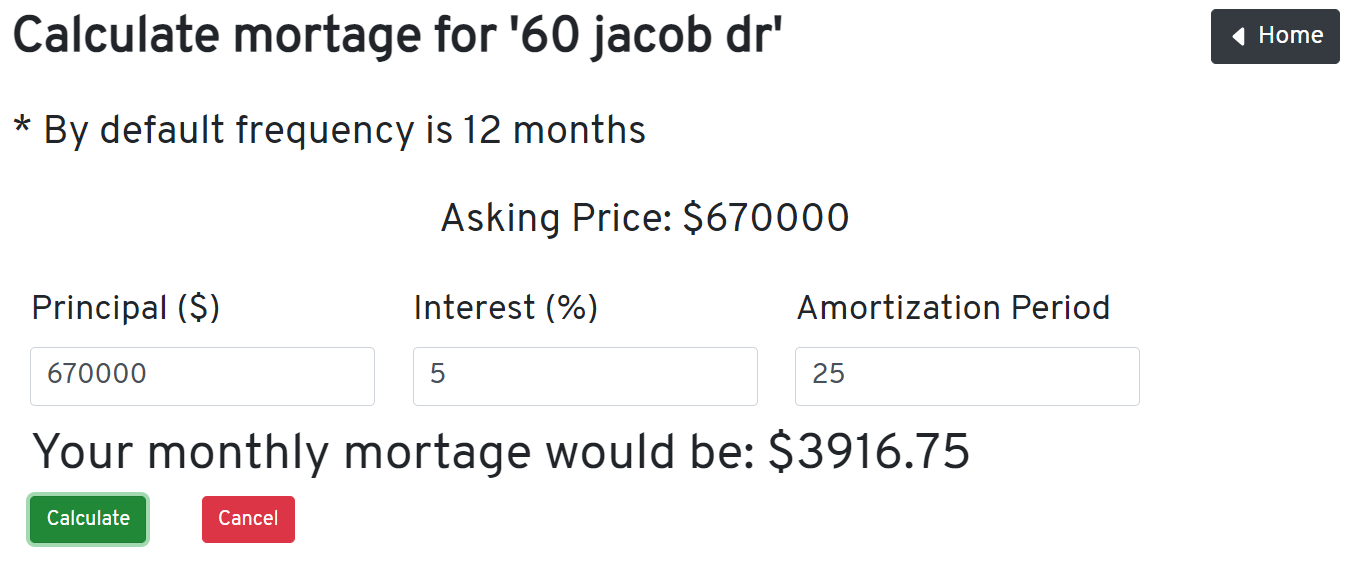 Calculate mortage for '60 jacob dr'
Home
* By default frequency is 12 months
Asking Price: $670000
Principal ($) Interest (%) Amortization Period
670000 5 25
Your monthly mortage would be: $3916.75
Calculate Cancel